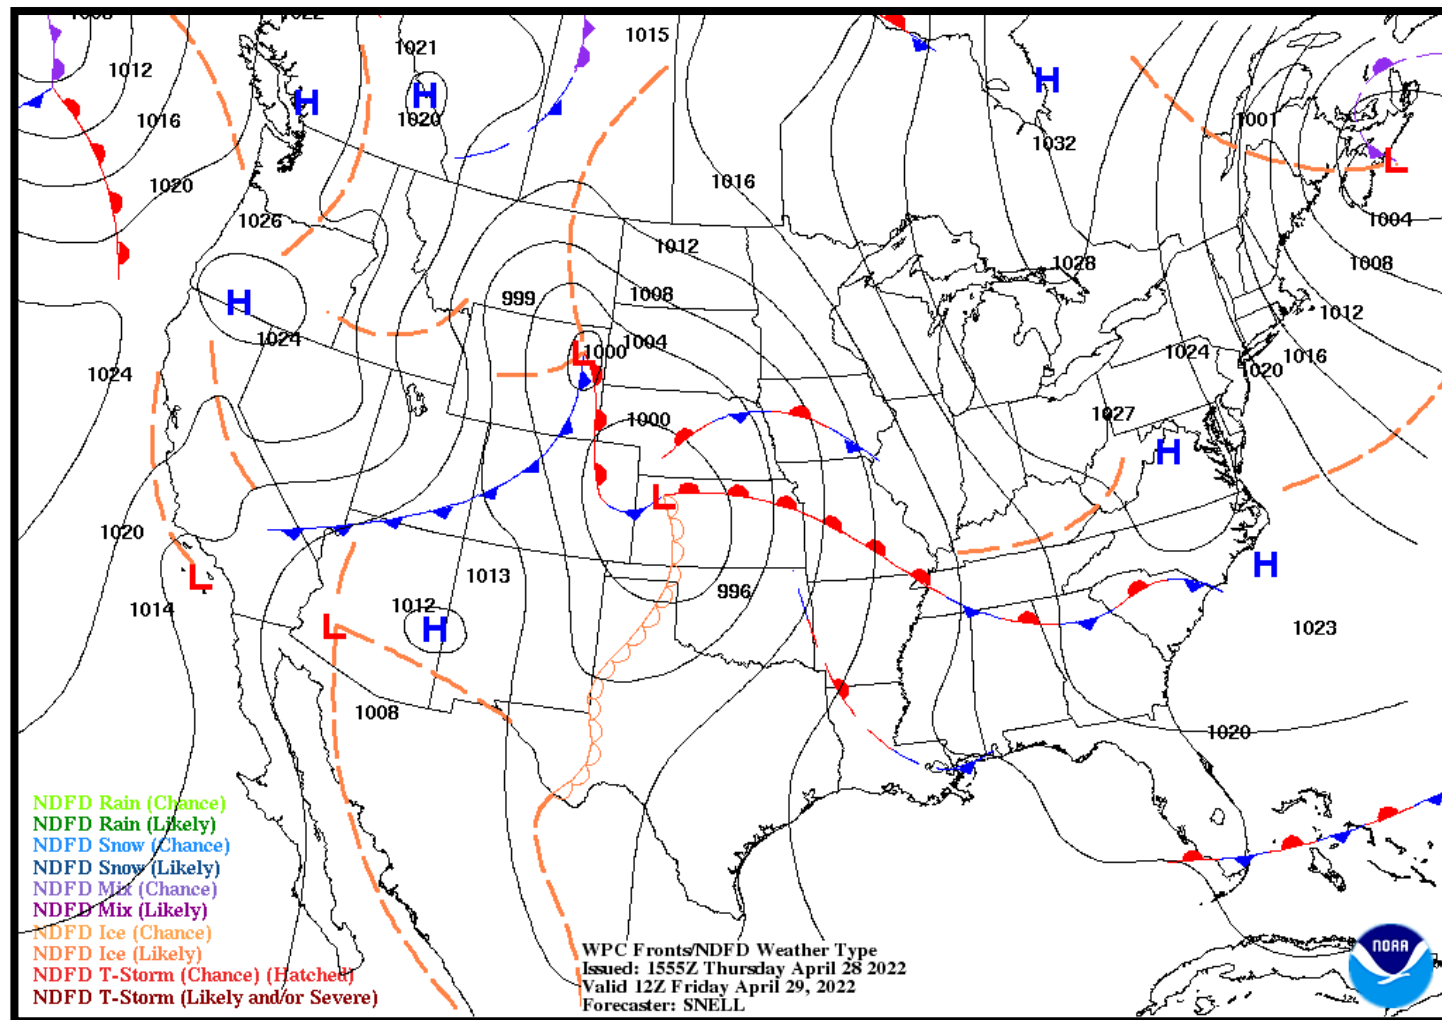 1008
1022
1021
1015
1012
1016
1020
H
H
H
1001
1032
1020
1016
L
1026
1004
1012
1028
1008
H
999
1008
1012
1024
1004
L
1000
1024
1016
1020
1024
1000
1027
H
L
1020
H
1013
L
1014
1012
996
L
H
1023
1008
1020
NDFD Rain (Chance)
NDFD Rain (Likely)
NDFD Snow (Chance)
NDFD Snow (Likely)
NDFD Mix (Chance)
NDFD Mix (Likely)
NDFD Ice (Chance)
NDFD Ice (Likely)
NDFD T-Storm (Chance) (Hatched)
NDFD T-Storm (Likely and/or Severe)
WPC Fronts/NDFD Weather Type
Issued: 1555Z Thursday April 28 2022
Valid 12Z Friday April 29, 2022
Forecaster: SNELL
NOAA